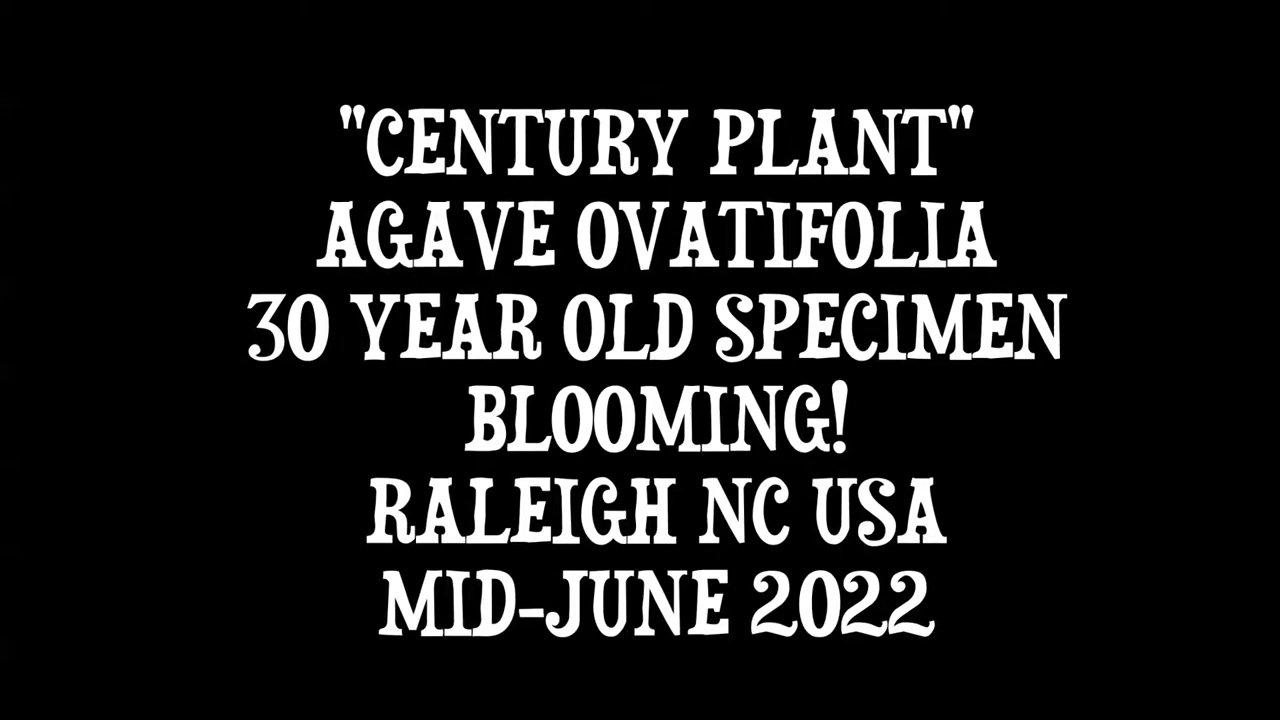 "CENTURY PLANT"
AGAVE OVATIFOLIA
30 YEAR OLD SPECIMEN
BLOOMING!
RALEIGH NC USA
MID-JUNE 2022